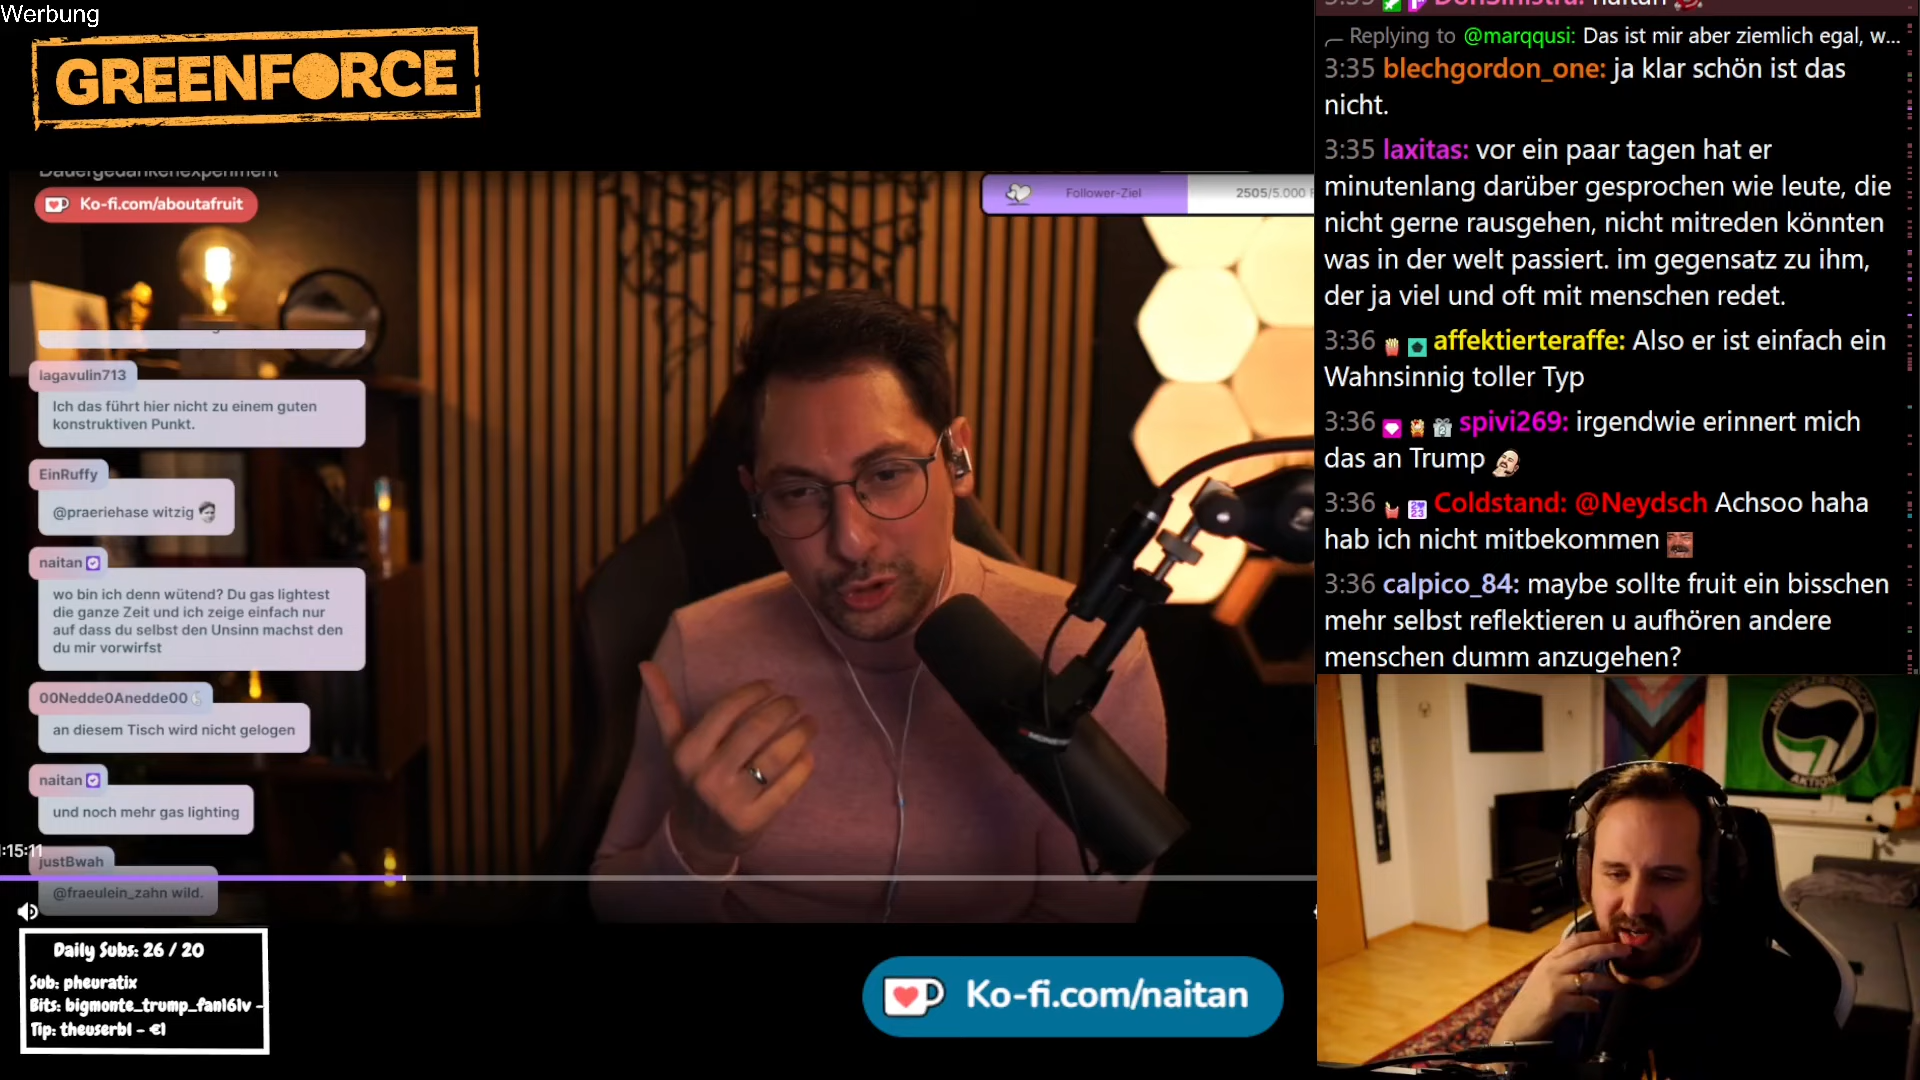 Werbung
GREENFORCE
Dauergedankenexperiment
Ko-fi.com/aboutafruit
Follower-Ziel
2505/5.000
lagavulin713
Ich das führt hier nicht zu einem guten
konstruktiven Punkt.
EinRuffy
@praeriehase witzig
naitan
wo bin ich denn wütend? Du gas lightest
die ganze Zeit und ich zeige einfach nur
auf dass du selbst den Unsinn machst den
du mir vorwirfst
00Nedde0Anedde00
an diesem Tisch wird nicht gelogen
naitan
und noch mehr gas lighting
:15:11
justBwah
@fraeulein_zahn wild.
Daily Subs: 26 / 20
Sub: pheuratix
Bits: bigmonte_trump_fan161v -
Tip: theuserbl - €1
Ko-fi.com/naitan
3:35 DonSinistra: naitan
Replying to @marqqusi: Das ist mir aber ziemlich egal, w...
3:35 blechgordon_one: ja klar schön ist das
nicht.
3:35 laxitas: vor ein paar tagen hat er
minutenlang darüber gesprochen wie leute, die
nicht gerne rausgehen, nicht mitreden könnten
was in der welt passiert. im gegensatz zu ihm,
der ja viel und oft mit menschen redet.
3:36 affektierteraffe: Also er ist einfach ein
Wahnsinnig toller Typ
3:36 spivi269: irgendwie erinnert mich
das an Trump
3:36 Coldstand: @Neydsch Achsoo haha
hab ich nicht mitbekommen
3:36 calpico_84: maybe sollte fruit ein bisschen
mehr selbst reflektieren u aufhören andere
menschen dumm anzugehen?
AKTION